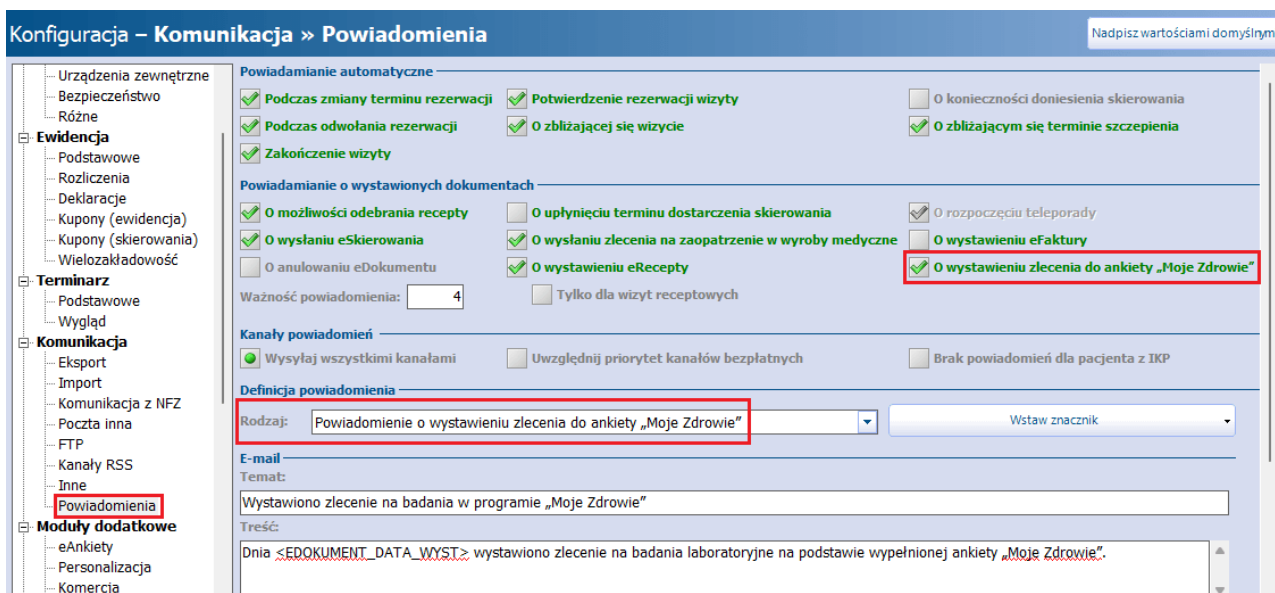 Konfiguracja – Komunikacja » Powiadomienia
Nadpisz wartościami domyślnym
Urządzenia zewnętrzne
Bezpieczeństwo
Różne
Ewidencja
Podstawowe
Rozliczenia
Deklaracje
Kupony (ewidencja)
Kupony (skierowania)
Wielozakładowość
Terminarz
Podstawowe
Wygląd
Komunikacja
Eksport
Import
Komunikacja z NFZ
Poczta inna
FTP
Kanały RSS
Inne
Powiadomienia
Moduły dodatkowe
eAnkiety
Personalizacja
Komercja
Powiadamianie automatyczne
Podczas zmiany terminu rezerwacji
Potwierdzenie rezerwacji wizyty
O konieczności doniesienia skierowania
Podczas odwołania rezerwacji
O zbliżającej się wizycie
O zbliżającym się terminie szczepienia
Zakończenie wizyty
Powiadamianie o wystawionych dokumentach
O możliwości odebrania recepty
O upłynięciu terminu dostarczenia skierowania
O rozpoczęciu teleporady
O wysłaniu eSkierowania
O wysłaniu zlecenia na zaopatrzenie w wyroby medyczne
O wystawieniu eFaktury
O anulowaniu eDokumentu
O wystawieniu eRecepty
O wystawieniu zlecenia do ankiety „Moje Zdrowie”
Ważność powiadomienia: 4
Tylko dla wizyt receptowych
Kanały powiadomień
Wysyłaj wszystkimi kanałami
Uwzględnij priorytet kanałów bezpłatnych
Brak powiadomień dla pacjenta z IKP
Definicja powiadomienia
Rodzaj: Powiadomienie o wystawieniu zlecenia do ankiety „Moje Zdrowie”
Wstaw znacznik
E-mail
Temat:
Wystawiono zlecenie na badania w programie „Moje Zdrowie”
Treść:
Dnia <EDOKUMENT_DATA_WYST> wystawiono zlecenie na badania laboratoryjne na podstawie wypełnionej ankiety „Moje Zdrowie”.